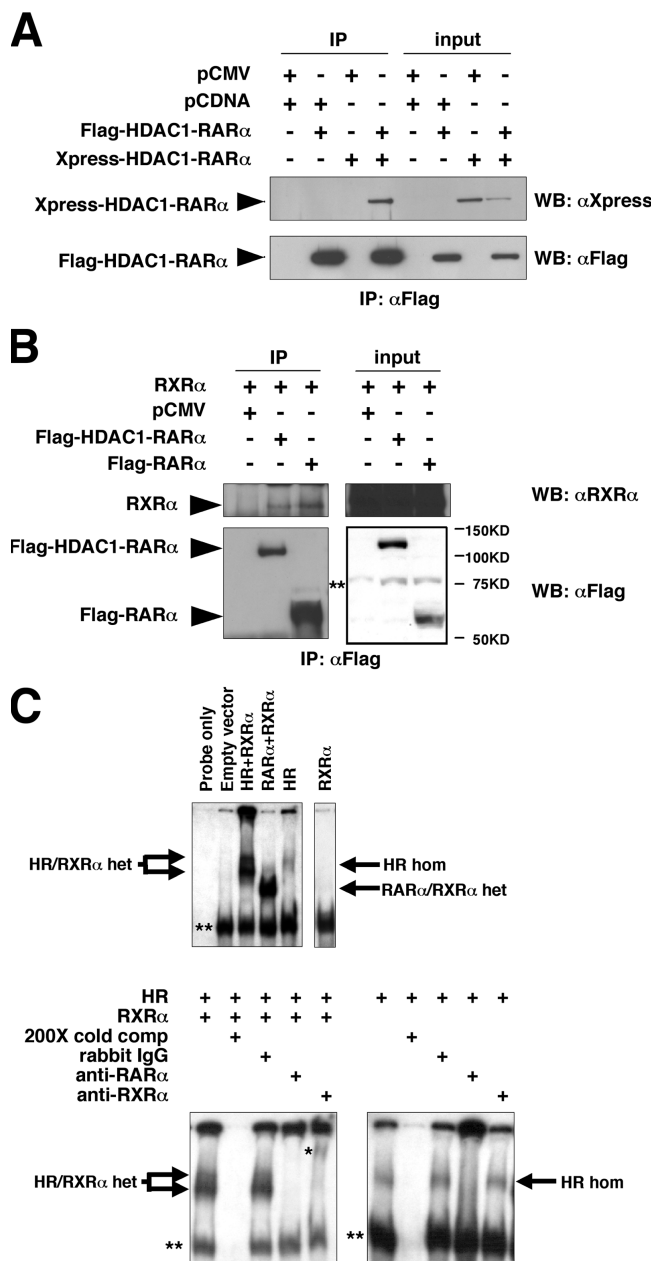 A
IP input
pCMV + - + - + - + -
pCDNA + + - - + + - -
Flag-HDAC1-RARα - + - + - + - +
Xpress-HDAC1-RARα - - + + - - + +
Xpress-HDAC1-RARα WB: αXpress
Flag-HDAC1-RARα WB: αFlag
IP: αFlag
B
IP input
RXRα + + + + + +
pCMV + - - + - -
Flag-HDAC1-RARα - + - - + -
Flag-RARα - - + - - +
RXRα WB: αRXRα
Flag-HDAC1-RARα
150KD
100KD
** 75KD
WB: αFlag
Flag-RARα
50KD
IP: αFlag
C
Probe only
Empty vector
HR+RXRα
RARα+RXRα
HR
RXRα
HR/RXRα het HR hom
RARα/RXRα het
**
HR + + + + + + + + + +
RXRα + + + + +
200X cold comp + +
rabbit IgG + +
anti-RARα + +
anti-RXRα + +
*
HR/RXRα het HR hom
** **